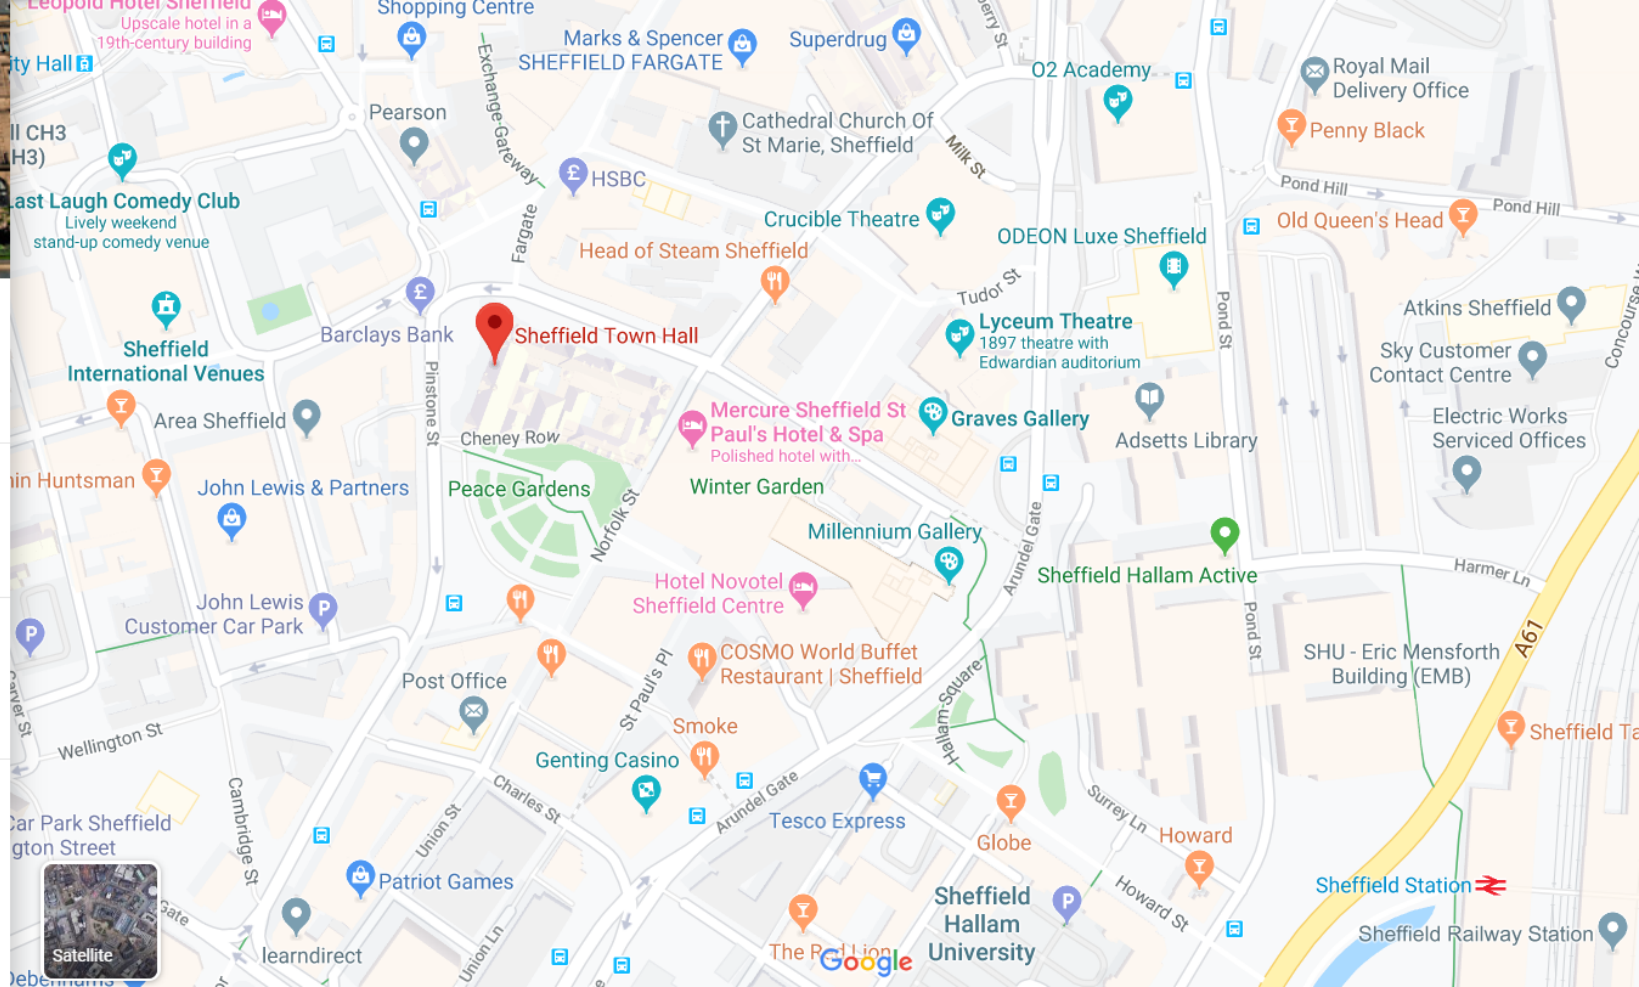 Leopold Hotel Sheffield
Upscale hotel in a
19th-century building
Shopping Centre
Marks & Spencer
SHEFFIELD FARGATE
Superdrug
O2 Academy
Royal Mail
Delivery Office
Penny Black
ity Hall
Exchange Gateway
Pearson
Cathedral Church Of
St Marie, Sheffield
Milk St
ll CH3
H3)
HSBC
Pond Hill
Pond Hill
Last Laugh Comedy Club
Lively weekend
stand-up comedy venue
Fargate
Crucible Theatre
Old Queen's Head
ODEON Luxe Sheffield
Head of Steam Sheffield
Tudor St
Pond St
Atkins Sheffield
Concourse
Barclays Bank
Sheffield Town Hall
Lyceum Theatre
1897 theatre with
Edwardian auditorium
Sheffield
International Venues
Sky Customer
Contact Centre
Pinstone St
Area Sheffield
Mercure Sheffield St
Paul's Hotel & Spa
Polished hotel with...
Graves Gallery
Adsetts Library
Electric Works
Serviced Offices
Cheney Row
in Huntsman
John Lewis & Partners
Peace Gardens
Winter Garden
Norfolk St
Millennium Gallery
Arundel Gate
Sheffield Hallam Active
Harmer Ln
Hotel Novotel
Sheffield Centre
John Lewis
Customer Car Park
P
P
Pond St
A61
SHU - Eric Mensforth
Building (EMB)
COSMO World Buffet
Restaurant | Sheffield
St Paul's Pl
Hallam Square
Carver St
Post Office
Wellington St
Smoke
Sheffield Ta
Genting Casino
Charles St
Arundel Gate
Cambridge St
Union St
Tesco Express
Surrey Ln
Globe
Howard
Car Park Sheffield
gton Street
Patriot Games
Howard St
Sheffield Station
Sheffield
Hallam
University
P
Sheffield Railway Station
Gate
Satellite
learndirect
Union Ln
The Red Lion
Google
Debenhams